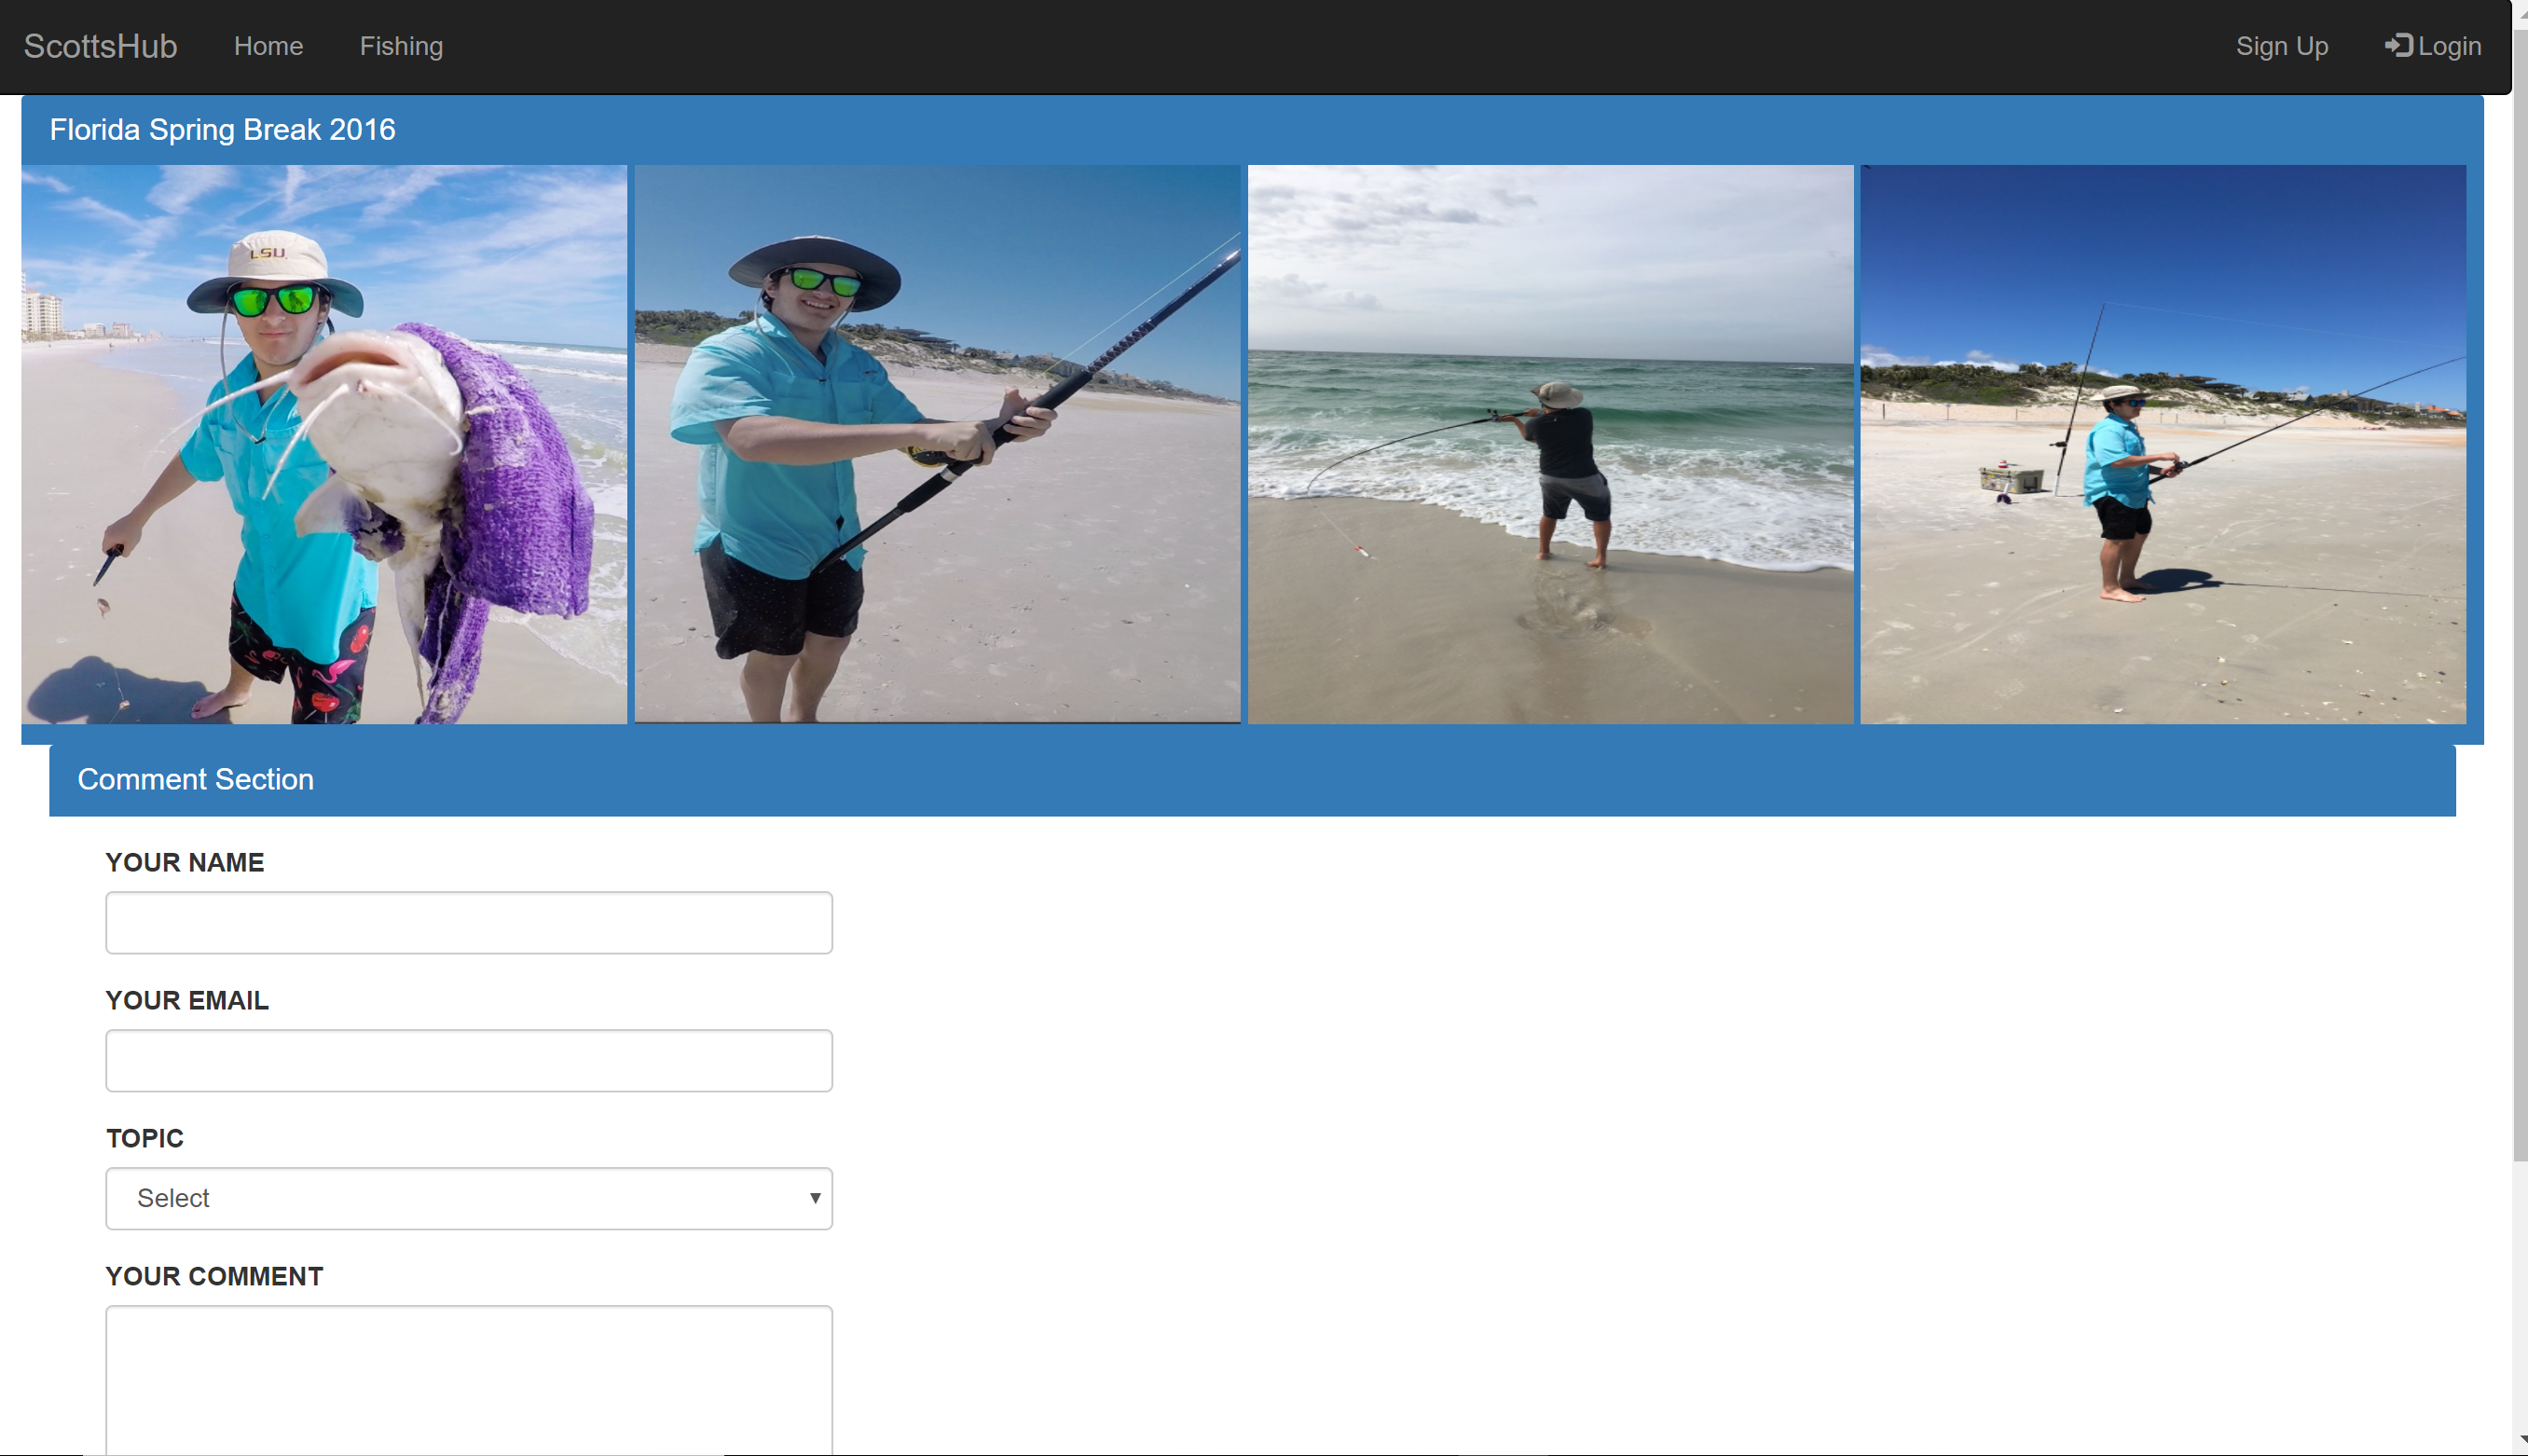 ScottsHub Home Fishing Sign Up Login
Florida Spring Break 2016
LSU
Comment Section
YOUR NAME
YOUR EMAIL
TOPIC
Select
YOUR COMMENT